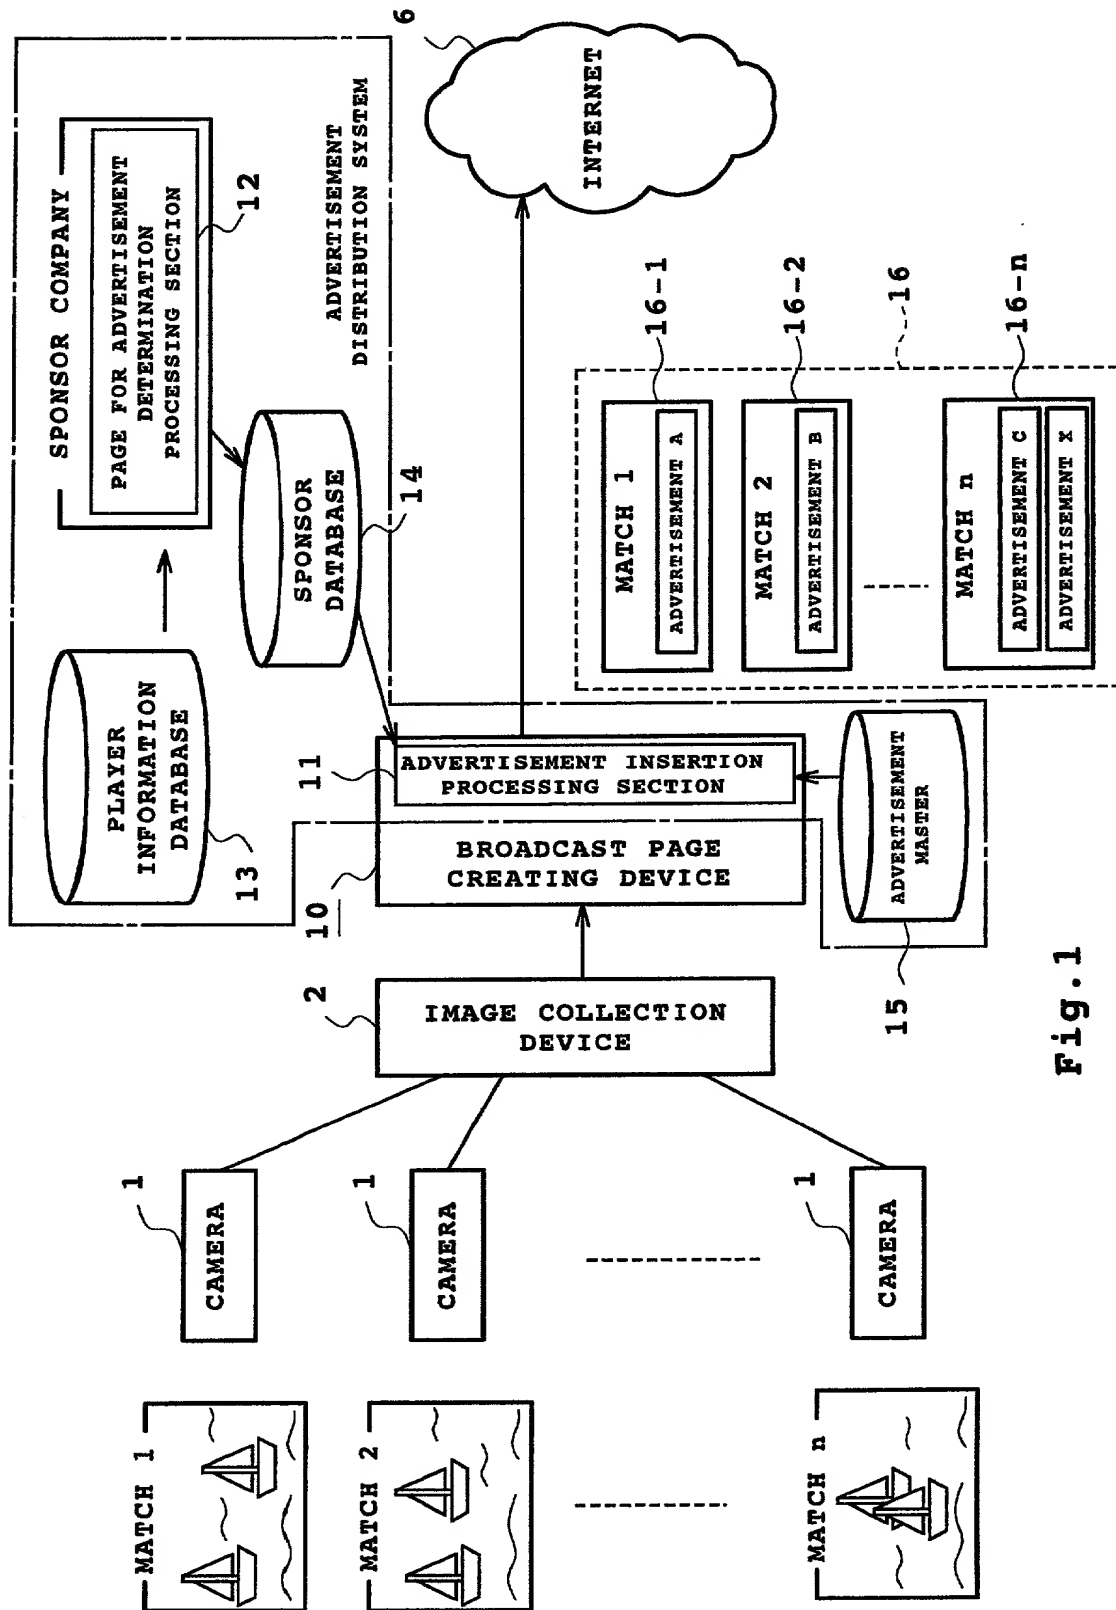 MATCH 1
MATCH 2
MATCH n
CAMERA
1
CAMERA
1
CAMERA
1
IMAGE COLLECTION
DEVICE
2
BROADCAST PAGE
CREATING DEVICE
10
ADVERTISEMENT INSERTION
PROCESSING SECTION
11
PLAYER
INFORMATION
DATABASE
13
SPONSOR COMPANY
PAGE FOR ADVERTISEMENT
DETERMINATION
PROCESSING SECTION
12
SPONSOR
DATABASE
14
ADVERTISEMENT
DISTRIBUTION SYSTEM
ADVERTISEMENT
MASTER
15
INTERNET
6
MATCH 1
ADVERTISEMENT A
16-1
MATCH 2
ADVERTISEMENT B
16-2
MATCH n
ADVERTISEMENT C
ADVERTISEMENT X
16-n
16
Fig.1